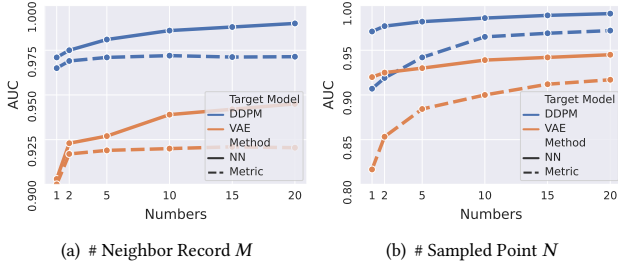 1.000
0.975
0.950
0.925
0.900
AUC
1 2 5 10 15 20
Numbers
Target Model
DDPM
VAE
Method
NN
Metric
(a) # Neighbor Record M
1.00
0.95
0.90
0.85
0.80
AUC
1 2 5 10 15 20
Numbers
Target Model
DDPM
VAE
Method
NN
Metric
(b) # Sampled Point N